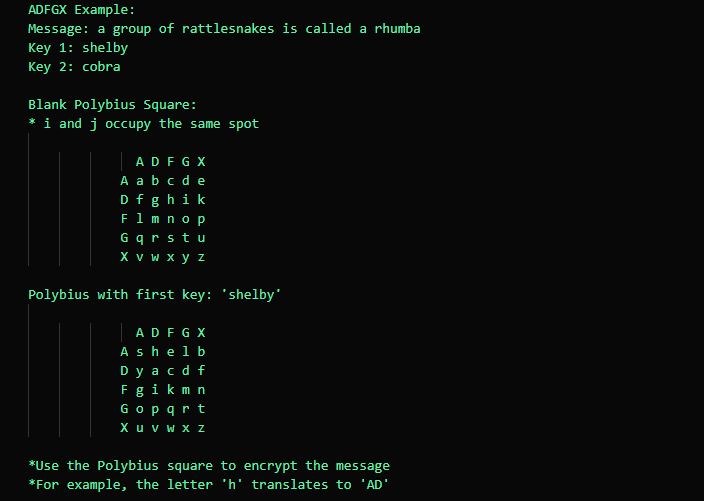 ADFGX Example:
Message: a group of rattlesnakes is called a rhumba
Key 1: shelby
Key 2: cobra
Blank Polybius Square:
* i and j occupy the same spot
A D F G X
A a b c d e
D f g h i k
F l m n o p
G q r s t u
X v w x y z
Polybius with first key: 'shelby'
A D F G X
A s h e l b
D y a c d f
F g i k m n
G o p q r t
X u v w x z
*Use the Polybius square to encrypt the message
*For example, the letter 'h' translates to 'AD'